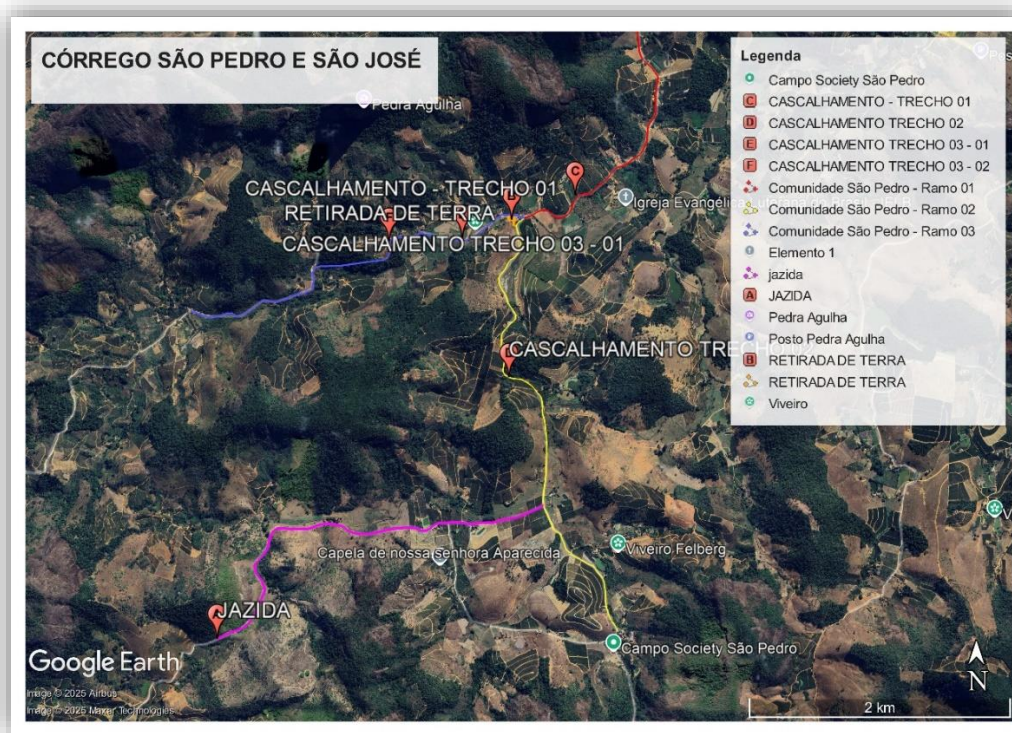 CÓRREGO SÃO PEDRO E SÃO JOSÉ
Legenda
Campo Society São Pedro
C CASCALHAMENTO - TRECHO 01
D CASCALHAMENTO TRECHO 02
E CASCALHAMENTO TRECHO 03 - 01
F CASCALHAMENTO TRECHO 03 - 02
Comunidade São Pedro - Ramo 01
Comunidade São Pedro - Ramo 02
Comunidade São Pedro - Ramo 03
Elemento 1
jazida
A JAZIDA
Pedra Agulha
Posto Pedra Agulha
B RETIRADA DE TERRA
RETIRADA DE TERRA
Viveiro
Pedra Agulha
C
CASCALHAMENTO - TRECHO 01
Igreja Evangélica
RETIRADA DE TERRA
CASCALHAMENTO TRECHO 03 - 01
CASCALHAMENTO TREC
Capela de nossa senhora Aparecida
Viveiro Felberg
A JAZIDA
Campo Society São Pedro
Google Earth
Image © 2025 Airbus
Image © 2025 Maxar Technologies
N
2 km